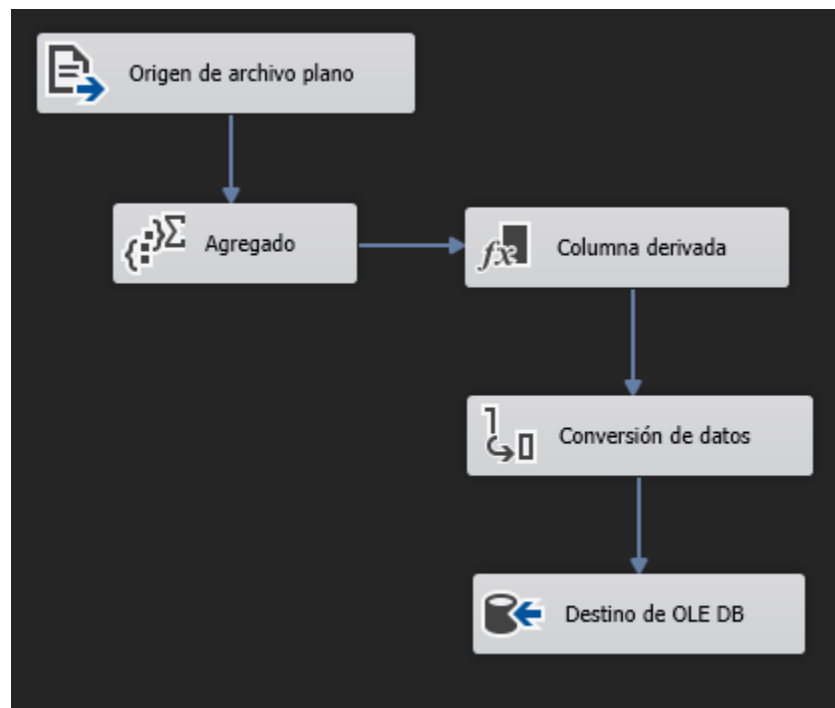 Origen de archivo plano
Agregado
Columna derivada
Conversión de datos
Destino de OLE DB